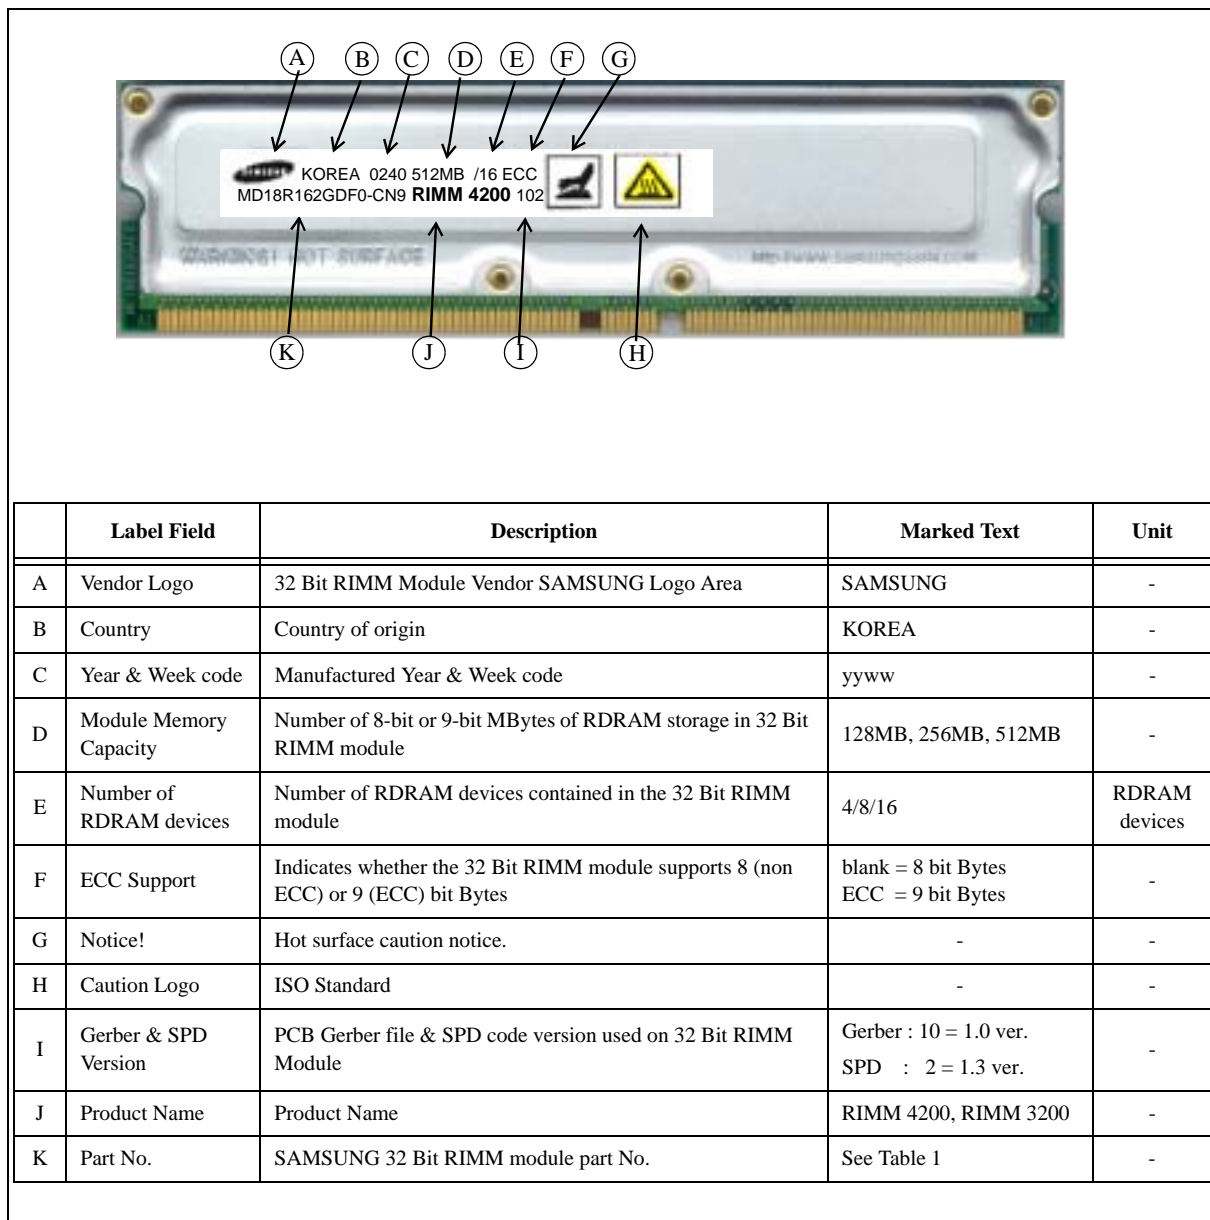 A B C D E F G
KOREA 0240 512MB /16 ECC
MD18R162GDF0-CN9 RIMM 4200 102
WARNING! HOT SURFACE
K J I H
Label Field Description Marked Text Unit
A Vendor Logo 32 Bit RIMM Module Vendor SAMSUNG Logo Area SAMSUNG -
B Country Country of origin KOREA -
C Year & Week code Manufactured Year & Week code yyww -
D Module Memory Capacity Number of 8-bit or 9-bit MBytes of RDRAM storage in 32 Bit RIMM module 128MB, 256MB, 512MB -
E Number of RDRAM devices Number of RDRAM devices contained in the 32 Bit RIMM module 4/8/16 RDRAM devices
F ECC Support Indicates whether the 32 Bit RIMM module supports 8 (non ECC) or 9 (ECC) bit Bytes blank = 8 bit Bytes ECC = 9 bit Bytes -
G Notice! Hot surface caution notice. - -
H Caution Logo ISO Standard - -
I Gerber & SPD Version PCB Gerber file & SPD code version used on 32 Bit RIMM Module Gerber : 10 = 1.0 ver. SPD : 2 = 1.3 ver. -
J Product Name Product Name RIMM 4200, RIMM 3200 -
K Part No. SAMSUNG 32 Bit RIMM module part No. See Table 1 -